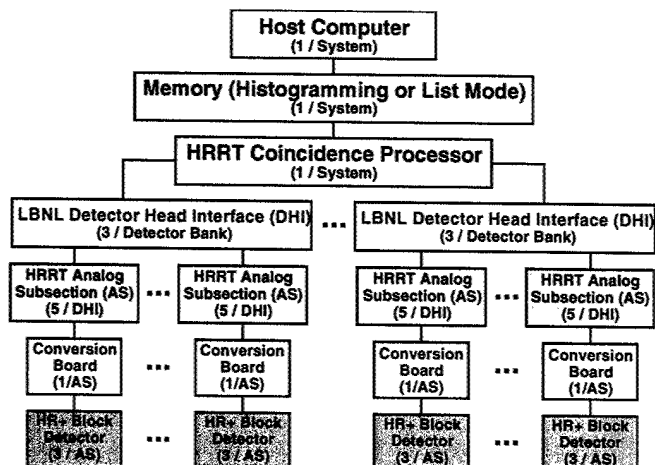 Host Computer
(1 / System)
Memory (Histogramming or List Mode)
(1 / System)
HRRT Coincidence Processor
(1 / System)
LBNL Detector Head Interface (DHI)
(3 / Detector Bank)
...
LBNL Detector Head Interface (DHI)
(3 / Detector Bank)
HRRT Analog
Subsection (AS)
(5 / DHI)
...
HRRT Analog
Subsection (AS)
(5 / DHI)
HRRT Analog
Subsection (AS)
(5 / DHI)
...
HRRT Analog
Subsection (AS)
(5 / DHI)
Conversion
Board
(1/AS)
...
Conversion
Board
(1/AS)
Conversion
Board
(1/AS)
...
Conversion
Board
(1/AS)
HR+ Block
Detector
(3 / AS)
...
HR+ Block
Detector
(3 / AS)
HR+ Block
Detector
(3 / AS)
...
HR+ Block
Detector
(3 / AS)